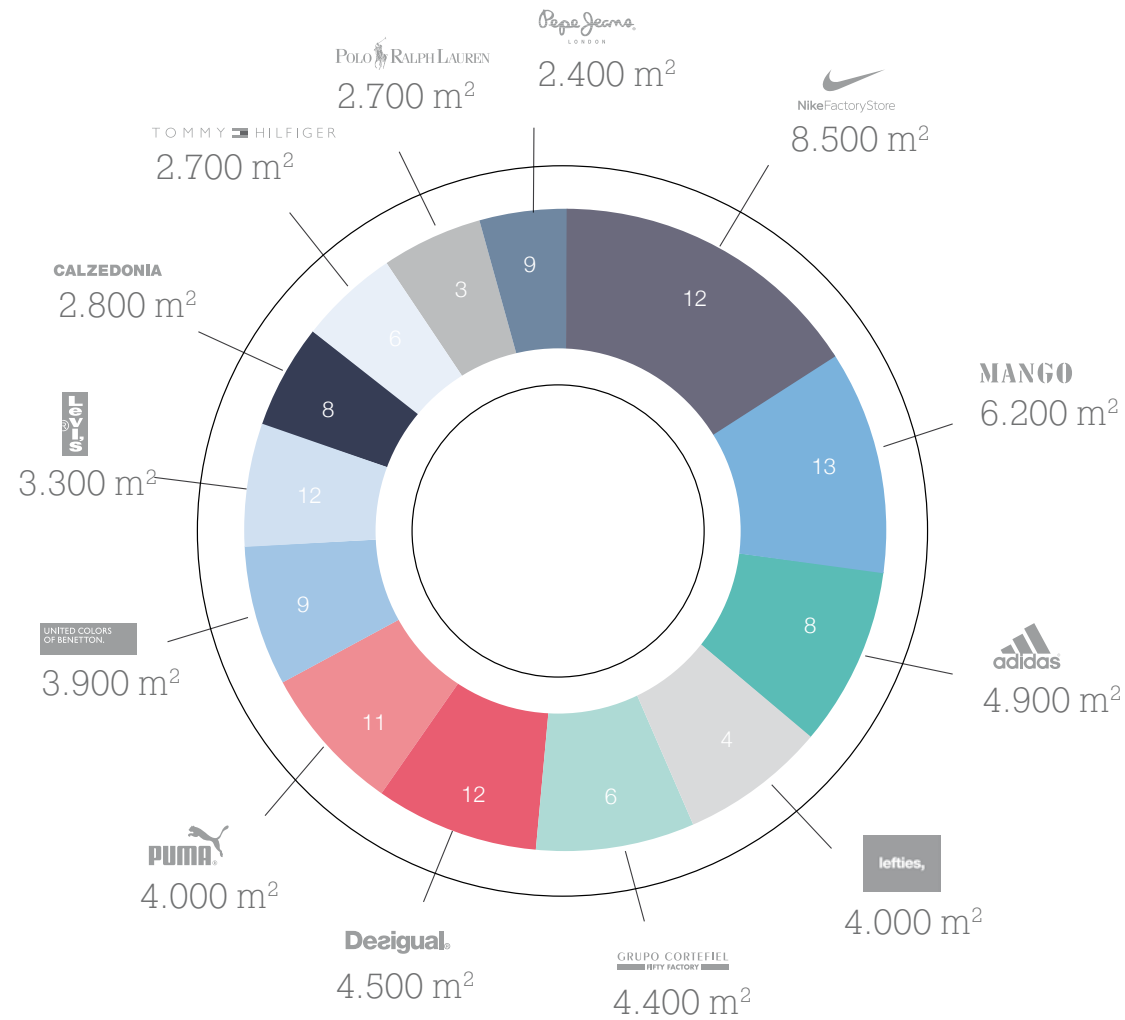 Pepe Jeans
LONDON
2.400 m²
NikeFactoryStore
8.500 m²
MANGO
6.200 m²
adidas
4.900 m²
lefties,
4.000 m²
GRUPO CORTEFIEL
FIFTY FACTORY
4.400 m²
Desigual®
4.500 m²
PUMA®
4.000 m²
UNITED COLORS
OF BENETTON.
3.900 m²
Levi's®
3.300 m²
CALZEDONIA
2.800 m²
TOMMY HILFIGER
2.700 m²
POLO RALPH LAUREN
2.700 m²
12
13
8
4
6
12
11
9
12
8
6
3
9